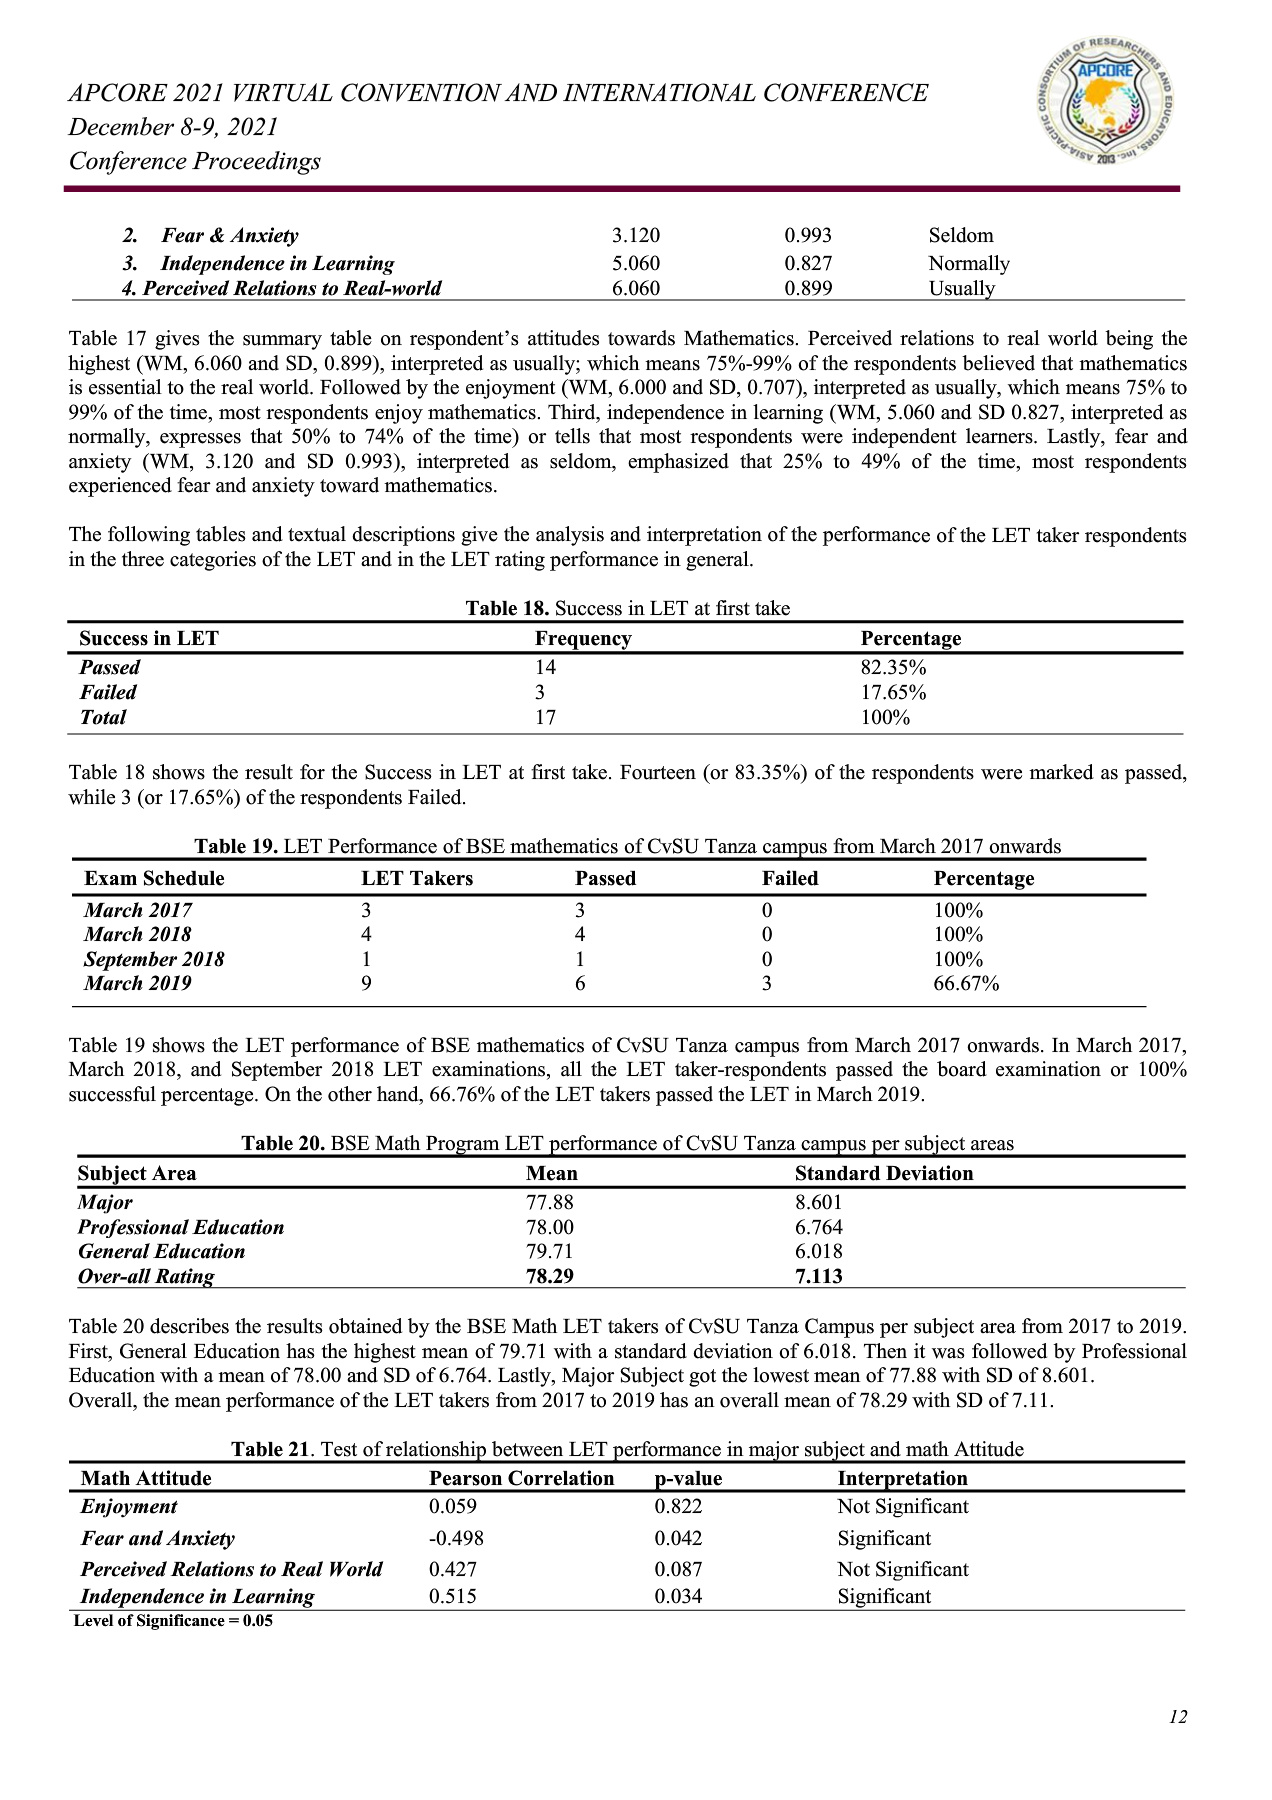 APCORE 2021 VIRTUAL CONVENTION AND INTERNATIONAL CONFERENCE
December 8-9, 2021
Conference Proceedings
ASIA-PACIFIC CONSORTIUM OF RESEARCHERS AND EDUCATORS, Inc.
APCORE
2013
2. Fear & Anxiety 3.120 0.993 Seldom
3. Independence in Learning 5.060 0.827 Normally
4. Perceived Relations to Real-world 6.060 0.899 Usually
Table 17 gives the summary table on respondent’s attitudes towards Mathematics. Perceived relations to real world being the
highest (WM, 6.060 and SD, 0.899), interpreted as usually; which means 75%-99% of the respondents believed that mathematics
is essential to the real world. Followed by the enjoyment (WM, 6.000 and SD, 0.707), interpreted as usually, which means 75% to
99% of the time, most respondents enjoy mathematics. Third, independence in learning (WM, 5.060 and SD 0.827, interpreted as
normally, expresses that 50% to 74% of the time) or tells that most respondents were independent learners. Lastly, fear and
anxiety (WM, 3.120 and SD 0.993), interpreted as seldom, emphasized that 25% to 49% of the time, most respondents
experienced fear and anxiety toward mathematics.
The following tables and textual descriptions give the analysis and interpretation of the performance of the LET taker respondents
in the three categories of the LET and in the LET rating performance in general.
Table 18. Success in LET at first take
Success in LET Frequency Percentage
Passed 14 82.35%
Failed 3 17.65%
Total 17 100%
Table 18 shows the result for the Success in LET at first take. Fourteen (or 83.35%) of the respondents were marked as passed,
while 3 (or 17.65%) of the respondents Failed.
Table 19. LET Performance of BSE mathematics of CvSU Tanza campus from March 2017 onwards
Exam Schedule LET Takers Passed Failed Percentage
March 2017 3 3 0 100%
March 2018 4 4 0 100%
September 2018 1 1 0 100%
March 2019 9 6 3 66.67%
Table 19 shows the LET performance of BSE mathematics of CvSU Tanza campus from March 2017 onwards. In March 2017,
March 2018, and September 2018 LET examinations, all the LET taker-respondents passed the board examination or 100%
successful percentage. On the other hand, 66.76% of the LET takers passed the LET in March 2019.
Table 20. BSE Math Program LET performance of CvSU Tanza campus per subject areas
Subject Area Mean Standard Deviation
Major 77.88 8.601
Professional Education 78.00 6.764
General Education 79.71 6.018
Over-all Rating 78.29 7.113
Table 20 describes the results obtained by the BSE Math LET takers of CvSU Tanza Campus per subject area from 2017 to 2019.
First, General Education has the highest mean of 79.71 with a standard deviation of 6.018. Then it was followed by Professional
Education with a mean of 78.00 and SD of 6.764. Lastly, Major Subject got the lowest mean of 77.88 with SD of 8.601.
Overall, the mean performance of the LET takers from 2017 to 2019 has an overall mean of 78.29 with SD of 7.11.
Table 21. Test of relationship between LET performance in major subject and math Attitude
Math Attitude Pearson Correlation p-value Interpretation
Enjoyment 0.059 0.822 Not Significant
Fear and Anxiety -0.498 0.042 Significant
Perceived Relations to Real World 0.427 0.087 Not Significant
Independence in Learning 0.515 0.034 Significant
Level of Significance = 0.05
12